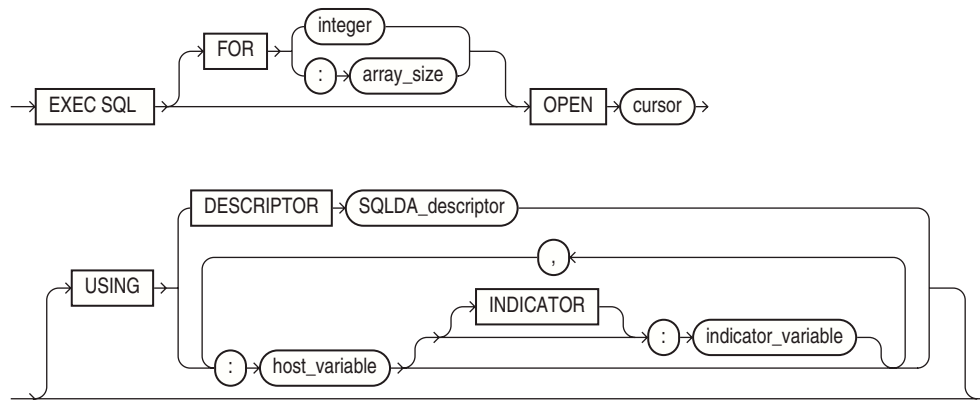 integer
FOR
: array_size
EXEC SQL OPEN cursor
DESCRIPTOR SQLDA_descriptor
,
USING INDICATOR
: indicator_variable
: host_variable